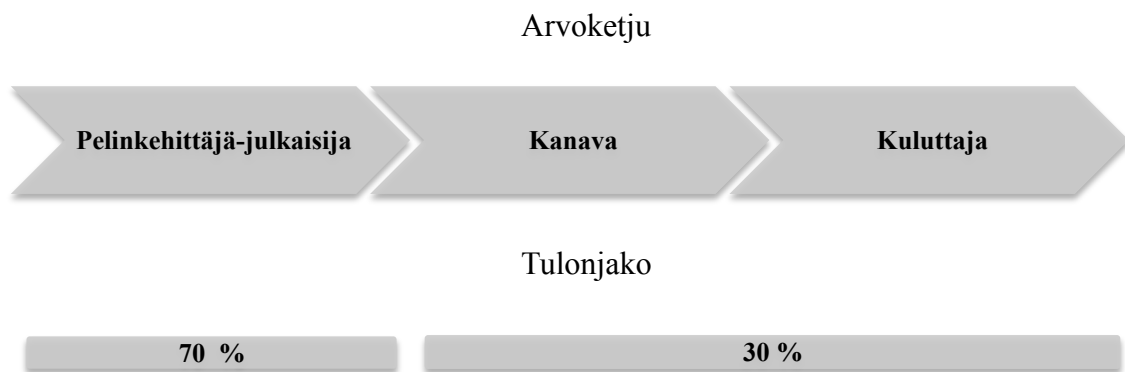 Arvoketju
Pelinkehittäjä-julkaisija Kanava Kuluttaja
Tulonjako
70 % 30 %